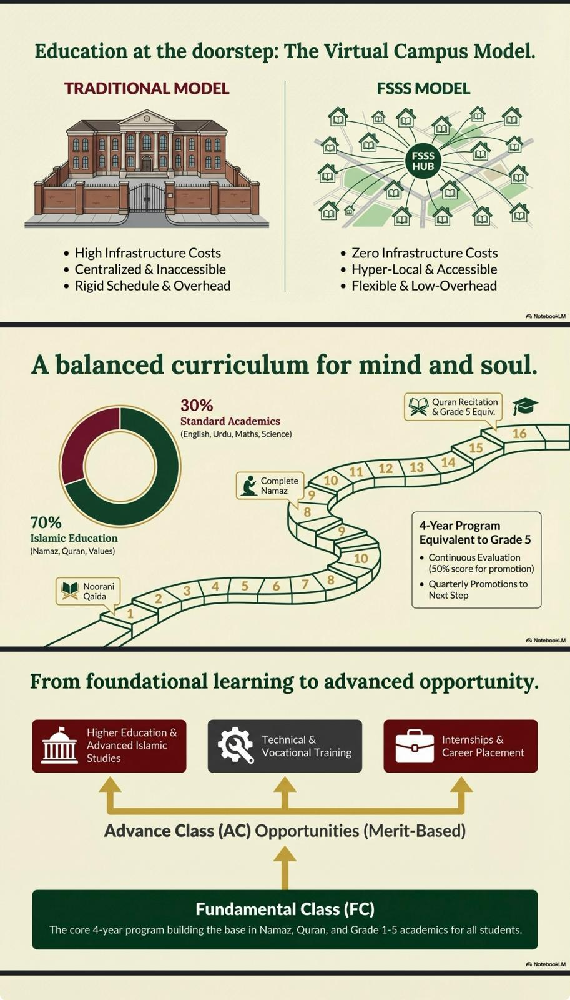 Education at the doorstep: The Virtual Campus Model.
TRADITIONAL MODEL
• High Infrastructure Costs
• Centralized & Inaccessible
• Rigid Schedule & Overhead
FSSS MODEL
FSSS
HUB
• Zero Infrastructure Costs
• Hyper-Local & Accessible
• Flexible & Low-Overhead
NotebookLM
A balanced curriculum for mind and soul.
30%
Standard Academics
(English, Urdu, Maths, Science)
70%
Islamic Education
(Namaz, Quran, Values)
Noorani
Qaida
1
2
3
4
5
6
7
8
10
9
8
9
10
11
12
13
14
15
16
Complete
Namaz
Quran Recitation
& Grade 5 Equiv.
4-Year Program
Equivalent to Grade 5
• Continuous Evaluation
(50% score for promotion)
• Quarterly Promotions to
Next Step
NotebookLM
From foundational learning to advanced opportunity.
Higher Education &
Advanced Islamic
Studies
Technical &
Vocational Training
Internships &
Career Placement
Advance Class (AC) Opportunities (Merit-Based)
Fundamental Class (FC)
The core 4-year program building the base in Namaz, Quran, and Grade 1-5 academics for all students.
NotebookLM